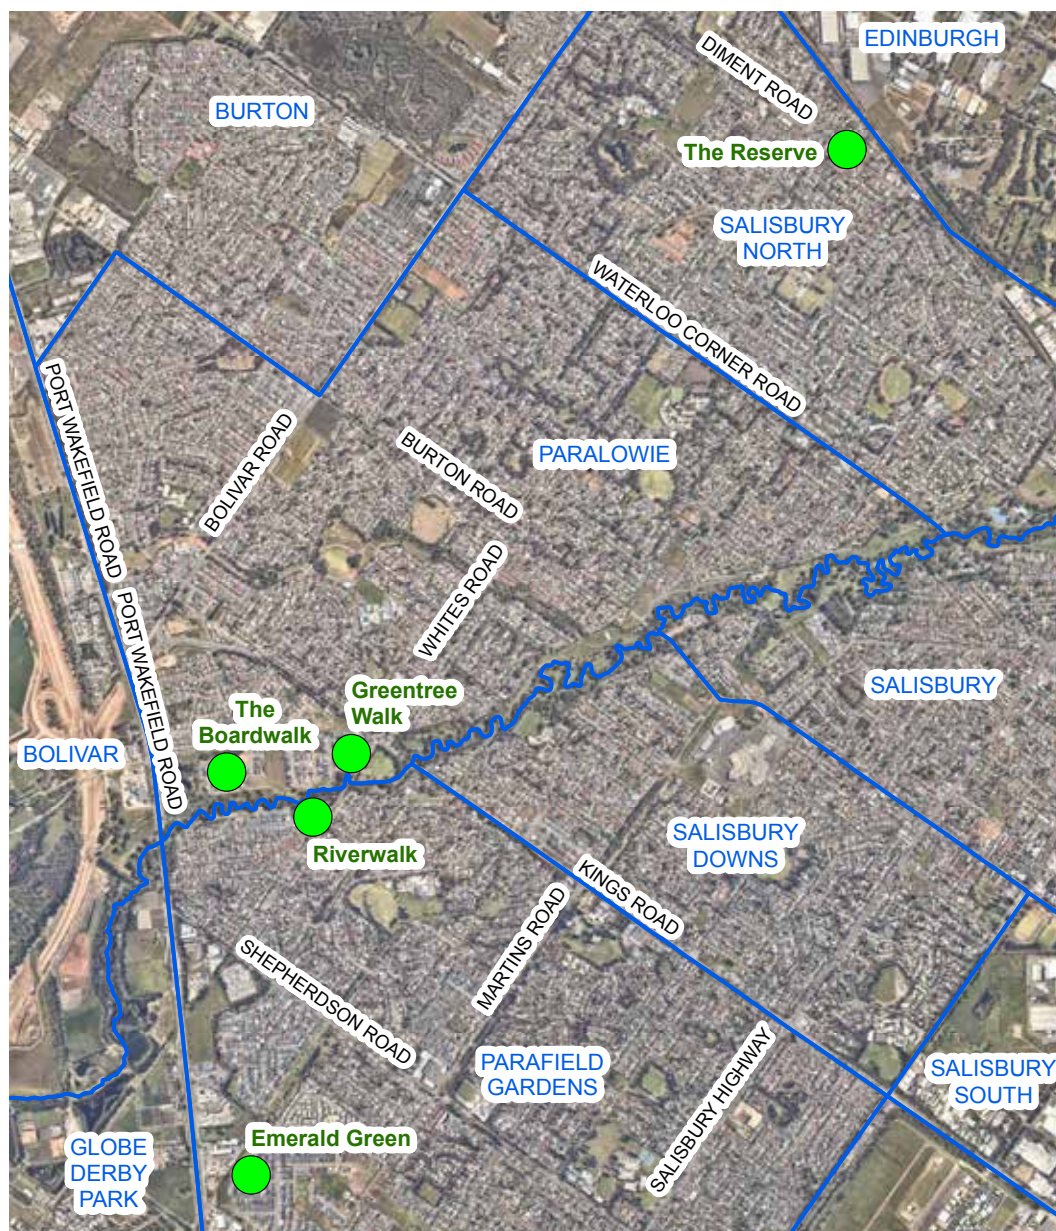 EDINBURGH
DIMENT ROAD
BURTON
The Reserve
SALISBURY
NORTH
WATERLOO CORNER ROAD
PORT WAKEFIELD ROAD
BOLIVAR ROAD
BURTON ROAD
PARALOWIE
WHITES ROAD
PORT WAKEFIELD ROAD
SALISBURY
Greentree
Walk
The
Boardwalk
BOLIVAR
Riverwalk
SALISBURY
DOWNS
KINGS ROAD
MARTINS ROAD
SHEPHERDSON ROAD
PARAFIELD
GARDENS
SALISBURY HIGHWAY
SALISBURY
SOUTH
Emerald Green
GLOBE
DERBY
PARK